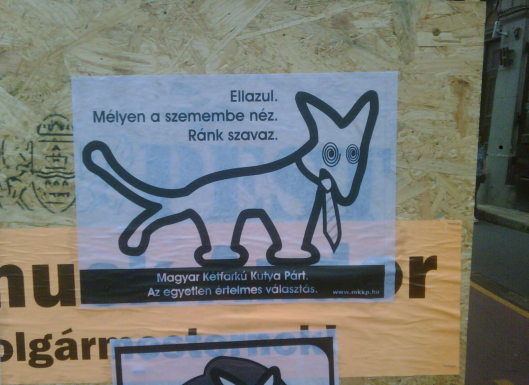 Ellazul.
Mélyen a szemembe néz.
Ránk szavaz.
Magyar Kétfarkú Kutya Párt.
Az egyetlen értelmes választás. www.mkkp.hu